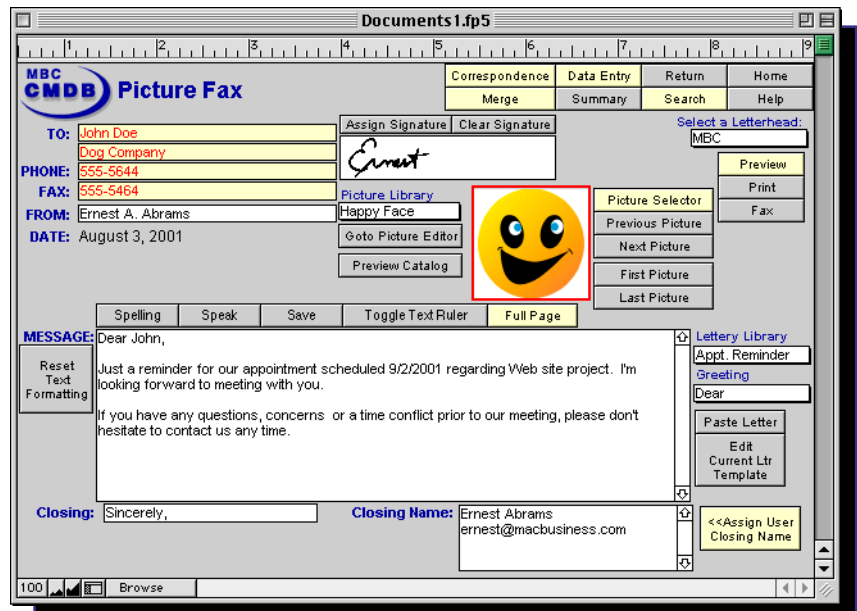 Documents1.fp5
1 2 3 4 5 6 7 8 9
MBC
CMDB
Picture Fax
Correspondence Data Entry Return Home
Merge Summary Search Help
TO: John Doe
Dog Company
PHONE: 555-5644
FAX: 555-5464
FROM: Ernest A. Abrams
DATE: August 3, 2001
Assign Signature Clear Signature
Ernest
Picture Library
Happy Face
Goto Picture Editor
Preview Catalog
Picture Selector
Previous Picture
Next Picture
First Picture
Last Picture
Select a Letterhead:
MBC
Preview
Print
Fax
Spelling Speak Save Toggle Text Ruler Full Page
MESSAGE:
Reset
Text
Formatting
Dear John,
Just a reminder for our appointment scheduled 9/2/2001 regarding Web site project. I'm
looking forward to meeting with you.
If you have any questions, concerns or a time conflict prior to our meeting, please don't
hesitate to contact us any time.
Lettery Library
Appt. Reminder
Greeting
Dear
Paste Letter
Edit
Current Ltr
Template
Closing: Sincerely,
Closing Name: Ernest Abrams
ernest@macbusiness.com
<<Assign User
Closing Name
100 Browse